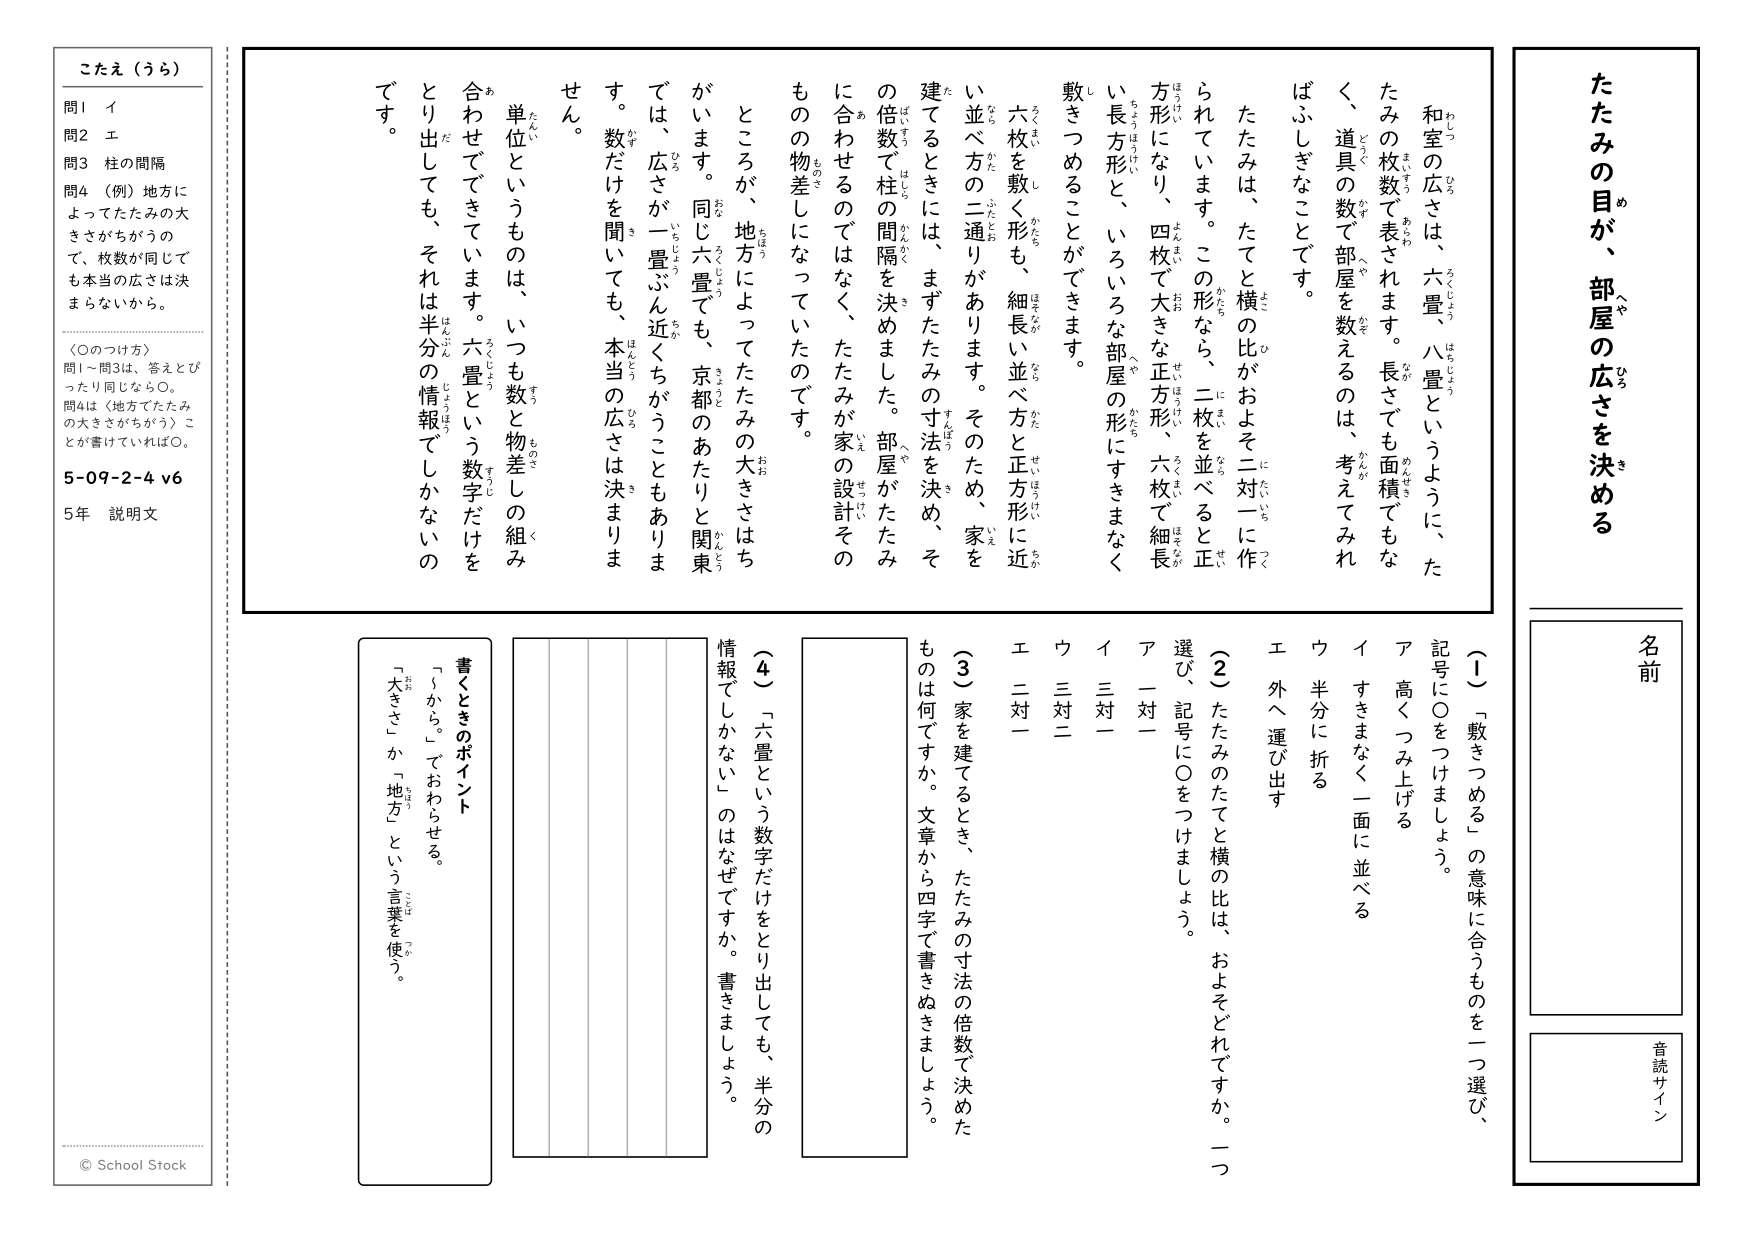 たたみの目が、部屋の広さを決める
名前
音読サイン
和室の広さは、六畳、八畳というように、た
たみの枚数で表されます。長さでも面積でもな
く、道具の数で部屋を数えるのは、考えてみれ
ばふしぎなことです。
たたみは、たてと横の比がおよそ二対一に作
られています。この形なら、二枚を並べると正
方形になり、四枚で大きな正方形、六枚で細長
い長方形と、いろいろな部屋の形にすきまなく
敷きつめることができます。
六枚を敷く形も、細長い並べ方と正方形に近
い並べ方の二通りがあります。そのため、家を
建てるときには、まずたたみの寸法を決め、そ
の倍数で柱の間隔を決めました。部屋がたたみ
に合わせるのではなく、たたみが家の設計その
ものの物差しになっていたのです。
ところが、地方によってたたみの大きさはち
がいます。同じ六畳でも、京都のあたりと関東
では、広さが一畳ぶん近くちがうこともありま
す。数だけを聞いても、本当の広さは決まりま
せん。
単位というものは、いつも数と物差しの組み
合わせでできています。六畳という数字だけを
とり出しても、それは半分の情報でしかないの
です。
(1)「敷きつめる」の意味に合うものを一つ選び、
記号に〇をつけましょう。
ア 高くつみ上げる
イ すきまなく一面に並べる
ウ 半分に折る
エ 外へ運び出す
(2)たたみのたてと横の比は、およそどれですか。一つ
選び、記号に〇をつけましょう。
ア 一対一
イ 三対一
ウ 三対二
エ 二対一
(3)家を建てるとき、たたみの寸法の倍数で決めた
ものは何ですか。文章から四字で書きぬきましょう。
(4)「六畳という数字だけをとり出しても、半分の
情報でしかない」のはなぜですか。書きましょう。
書くときのポイント
「〜から。」でおわらせる。
「大きさ」か「地方」という言葉を使う。
こたえ(うら)
問1 イ
問2 エ
問3 柱の間隔
問4 (例)地方に
よってたたみの大
きさがちがうの
で、枚数が同じで
も本当の広さは決
まらないから。
〈〇のつけ方〉
問1〜問3は、答えとぴ
ったり同じなら〇。
問4は〈地方でたたみ
の大きさがちがう〉こ
とが書けていれば〇。
5-09-2-4 v6
5年 説明文
© School Stock